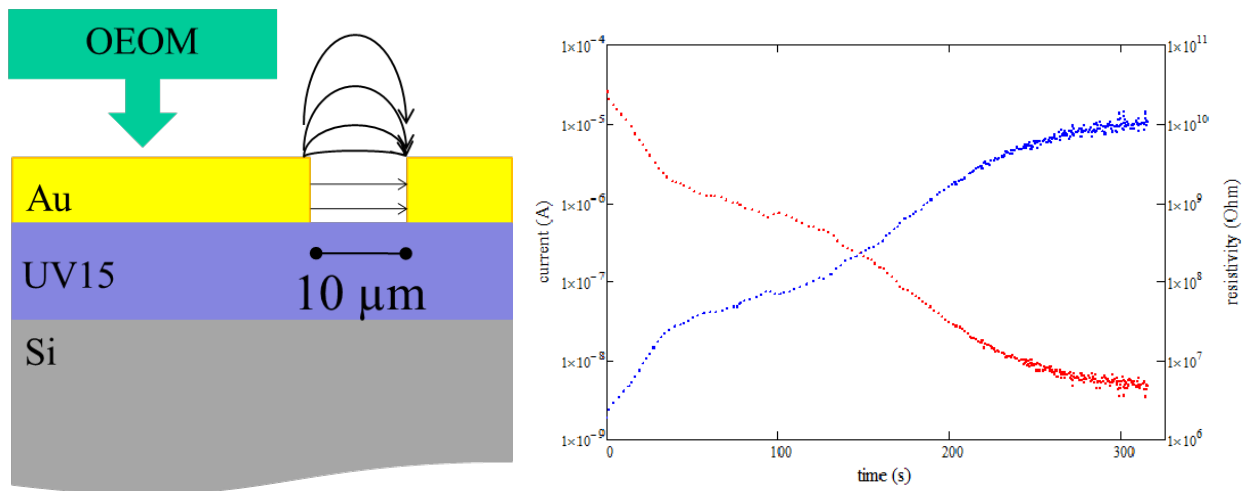 OEOM
Au
UV15
10 µm
Si
1×10⁻⁴
1×10⁻⁵
1×10⁻⁶
1×10⁻⁷
1×10⁻⁸
1×10⁻⁹
current (A)
1×10¹¹
1×10¹⁰
1×10⁹
1×10⁸
1×10⁷
1×10⁶
resistivity (Ohm)
0 100 200 300
time (s)